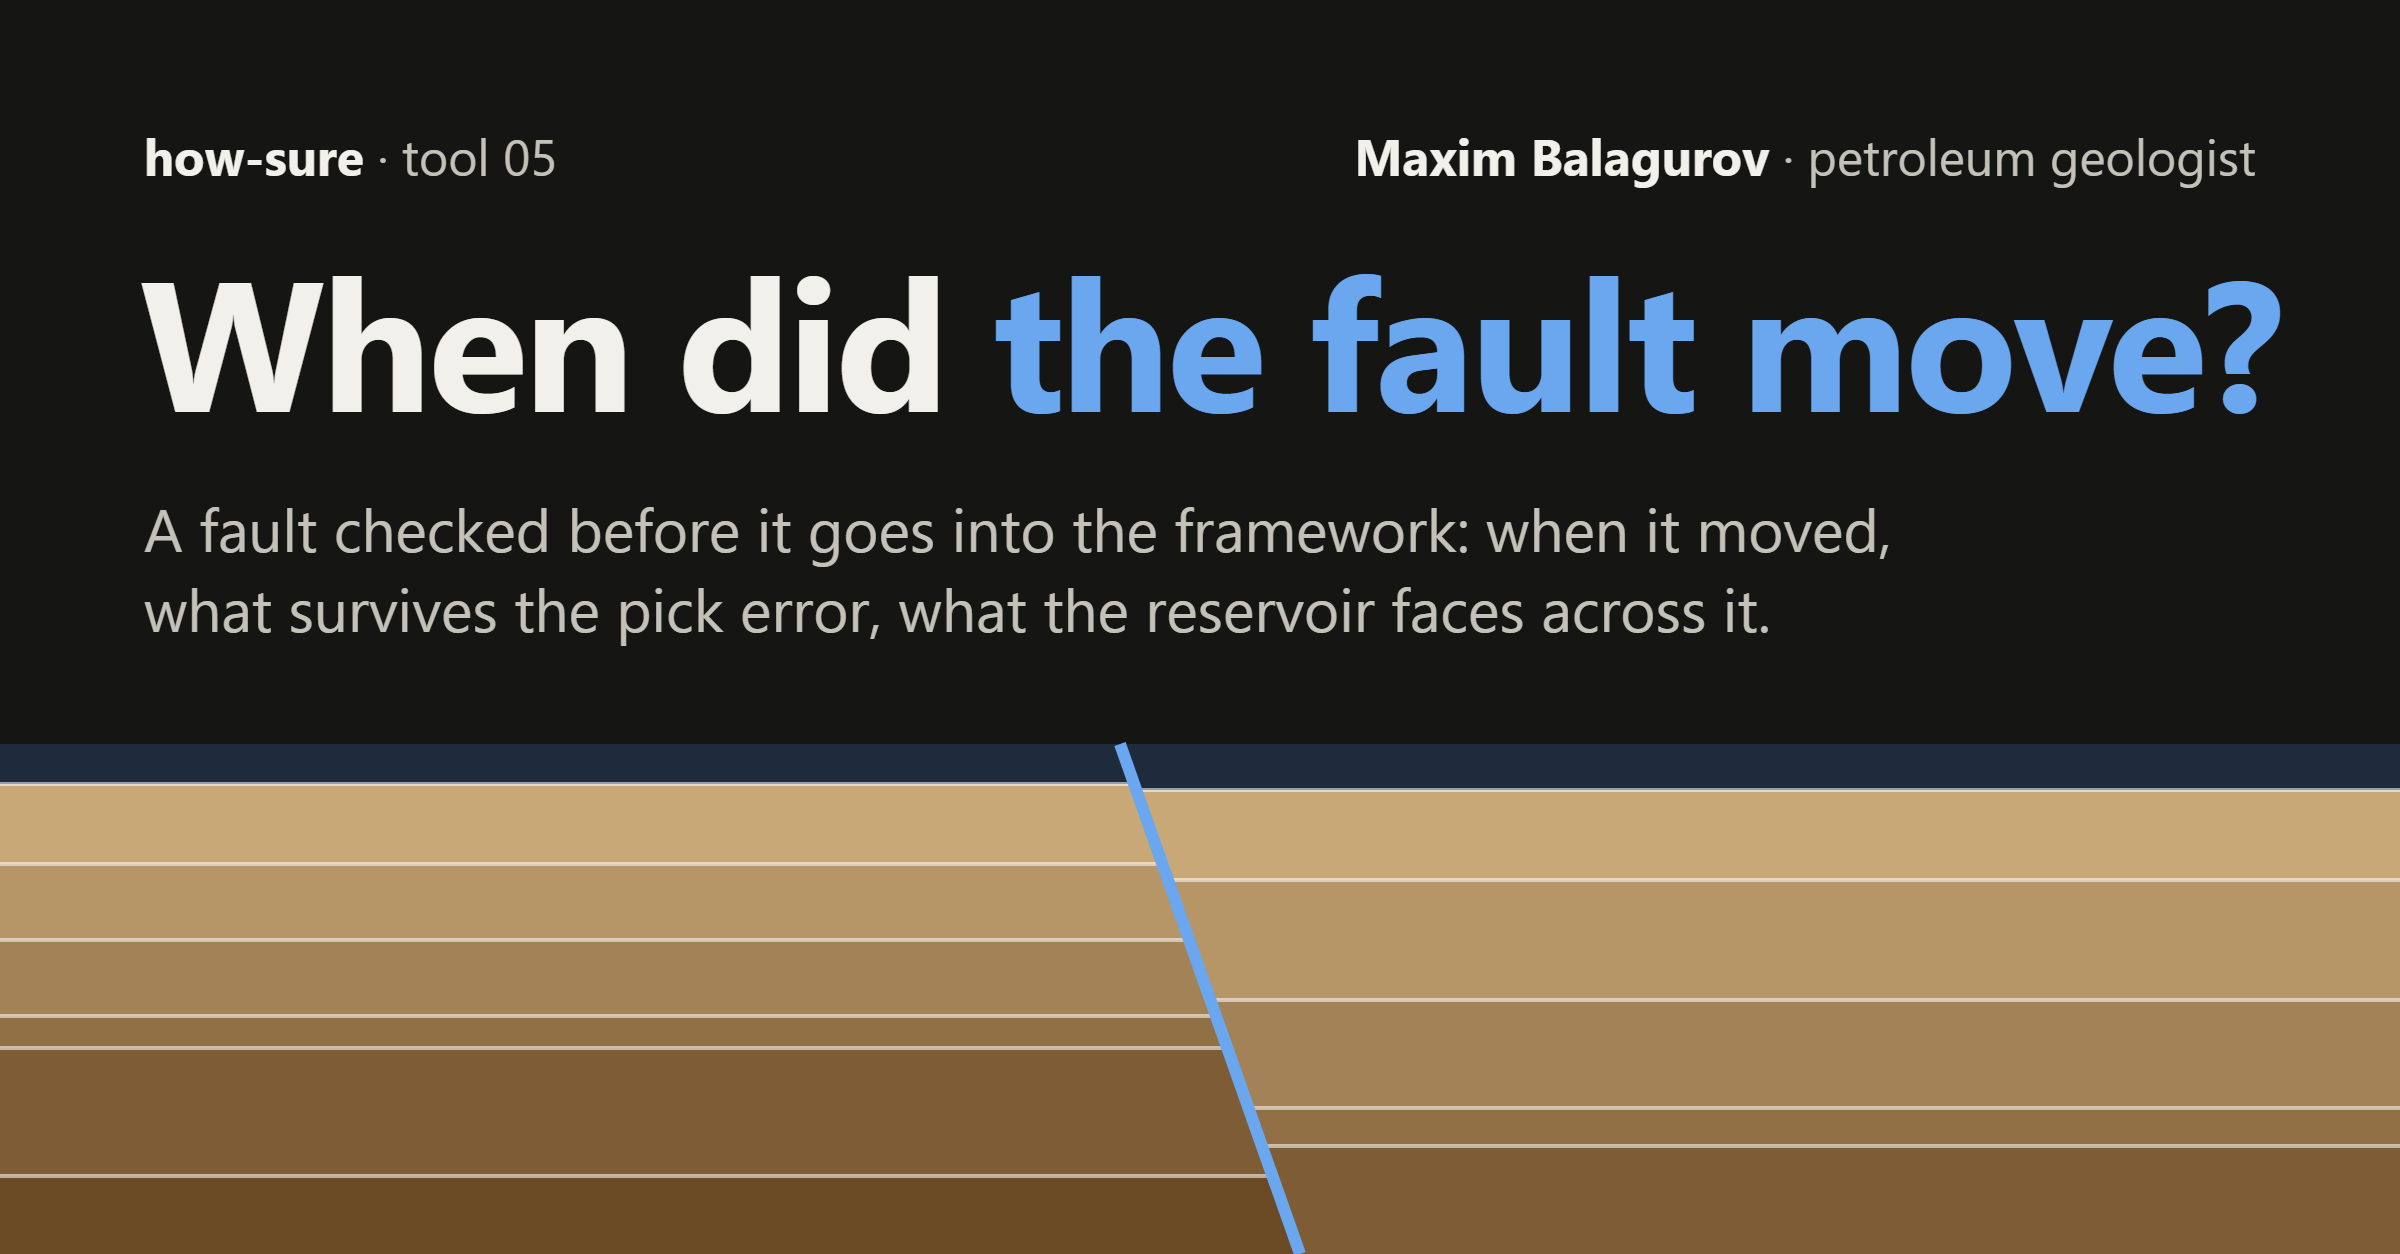 how-sure · tool 05
Maxim Balagurov · petroleum geologist
When did the fault move?
A fault checked before it goes into the framework: when it moved,
what survives the pick error, what the reservoir faces across it.